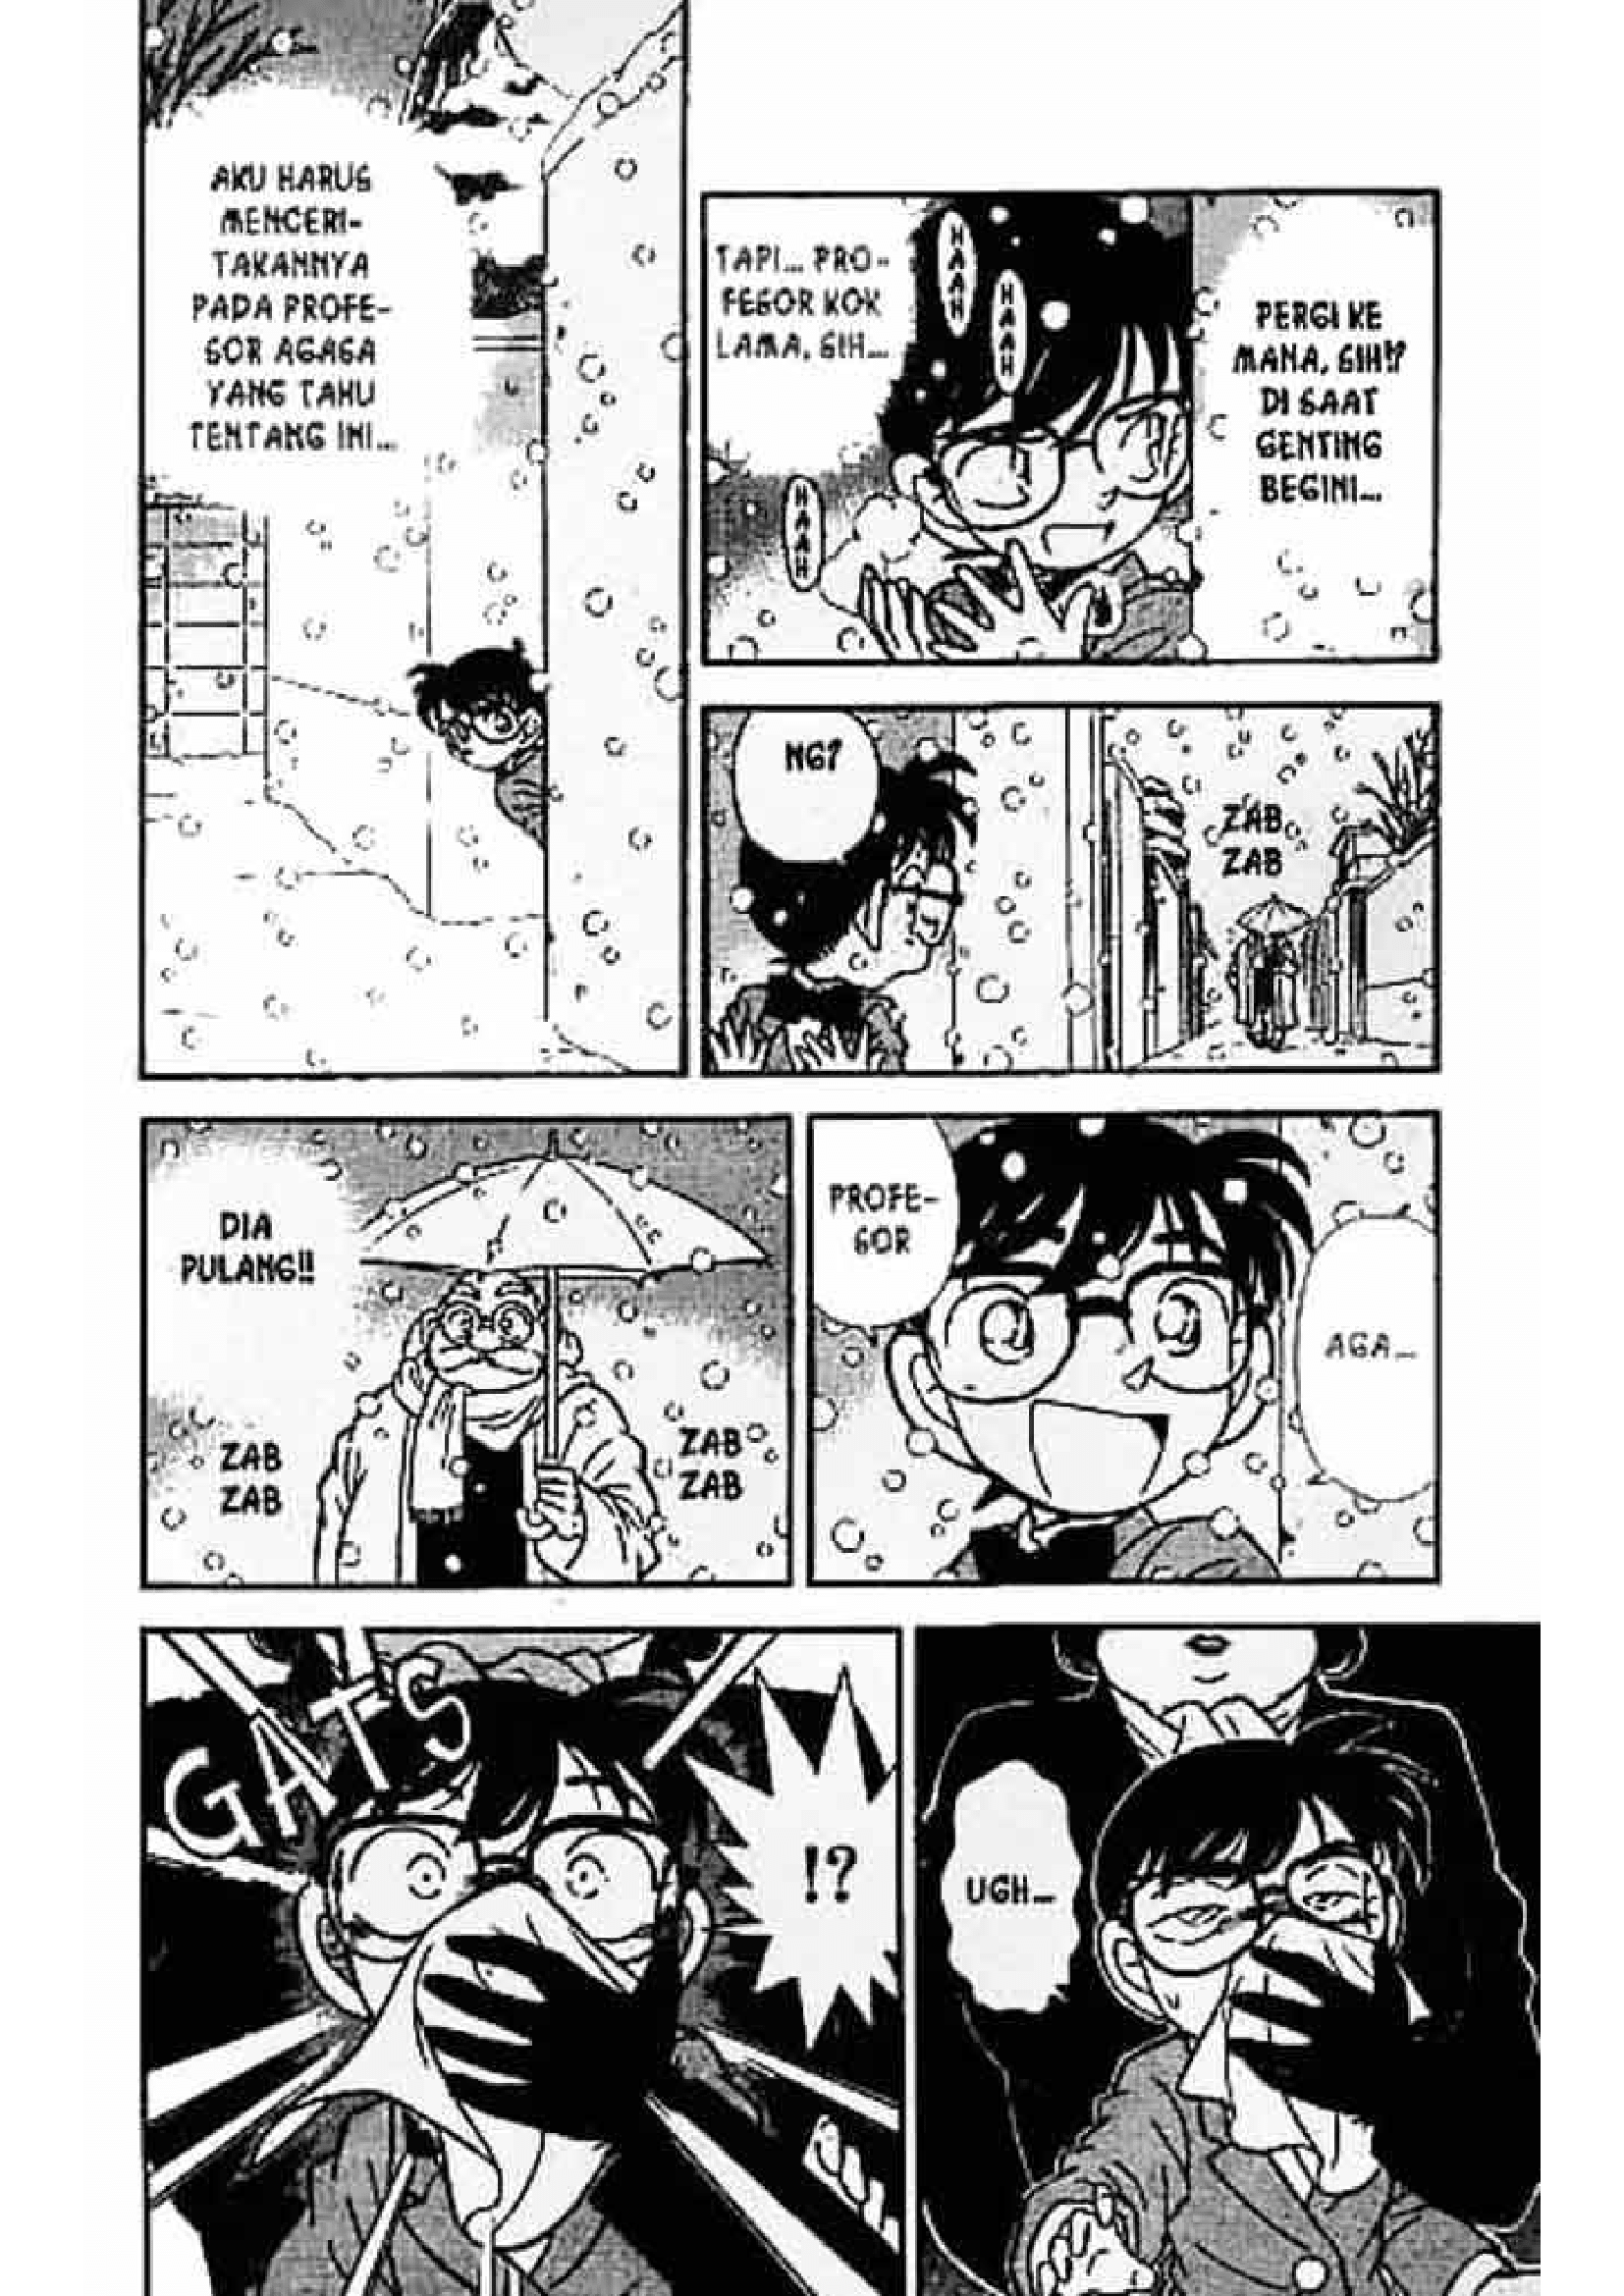 PERGI KE
MANA, SIH!?
DI SAAT
GENTING
BEGINI...
HAAH
HAAH
TAPI... PRO-
FESOR KOK
LAMA, SIH...
HAAH
AKU HARUS
MENCERI-
TAKANNYA
PADA PROFE-
SOR AGASA
YANG TAHU
TENTANG INI...
ZAB
ZAB
NG?
AGA...
PROFE-
SOR
DIA
PULANG!!
ZAB
ZAB
ZAB
ZAB
UGH...
!?
GATS